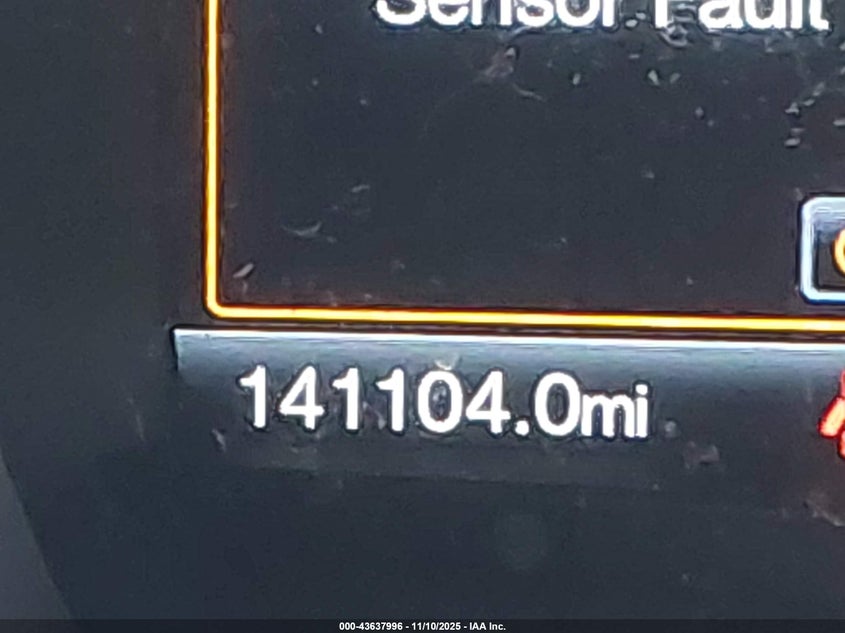 Sensor Fault
141104.0mi
000-43637996 - 11/10/2025 - IAA Inc.